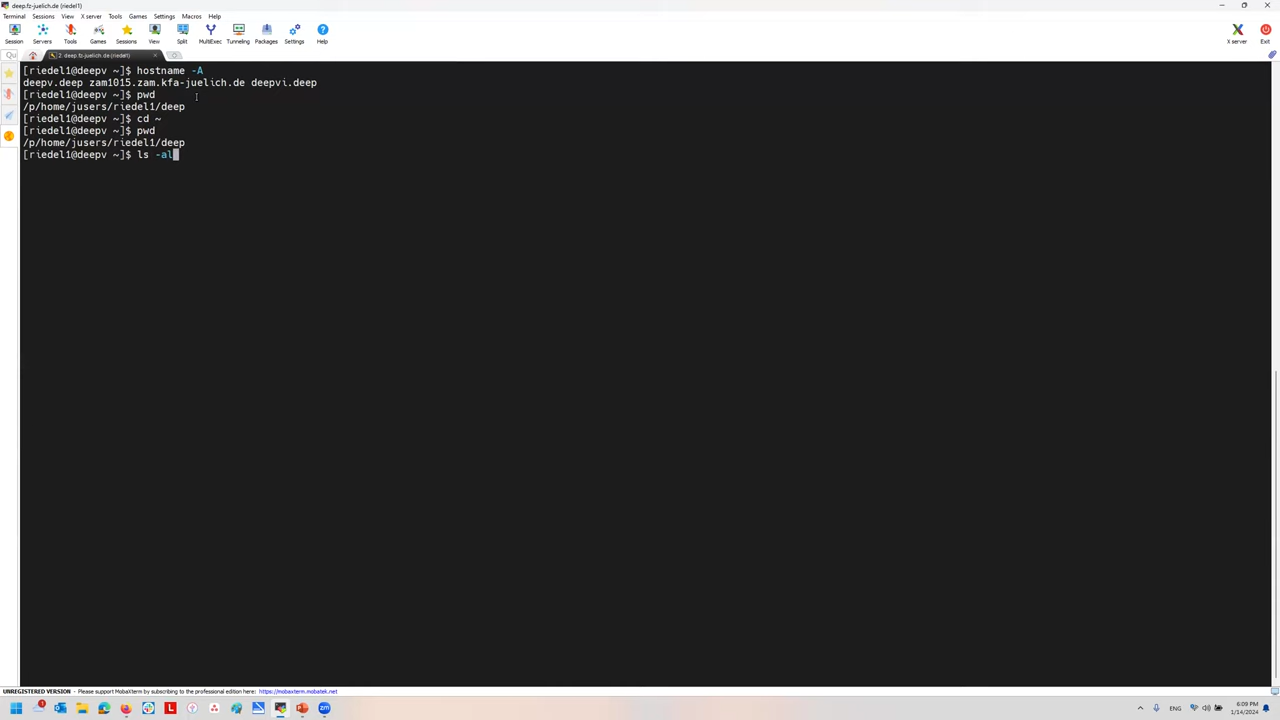 deep.fz-juelich.de (riedel1)
Terminal Sessions View X server Tools Games Settings Macros Help
Session Servers Tools Games Sessions View Split MultiExec Tunneling Packages Settings Help X server Exit
Qu 2. deep.fz-juelich.de (riedel1)
[riedel1@deepv ~]$ hostname -A
deepv.deep zam1015.zam.kfa-juelich.de deepvi.deep
[riedel1@deepv ~]$ pwd
/p/home/jusers/riedel1/deep
[riedel1@deepv ~]$ cd ~
[riedel1@deepv ~]$ pwd
/p/home/jusers/riedel1/deep
[riedel1@deepv ~]$ ls -al
UNREGISTERED VERSION - Please support MobaXterm by subscribing to the professional edition here: https://mobaxterm.mobatek.net
ENG 6:09 PM
1/14/2024